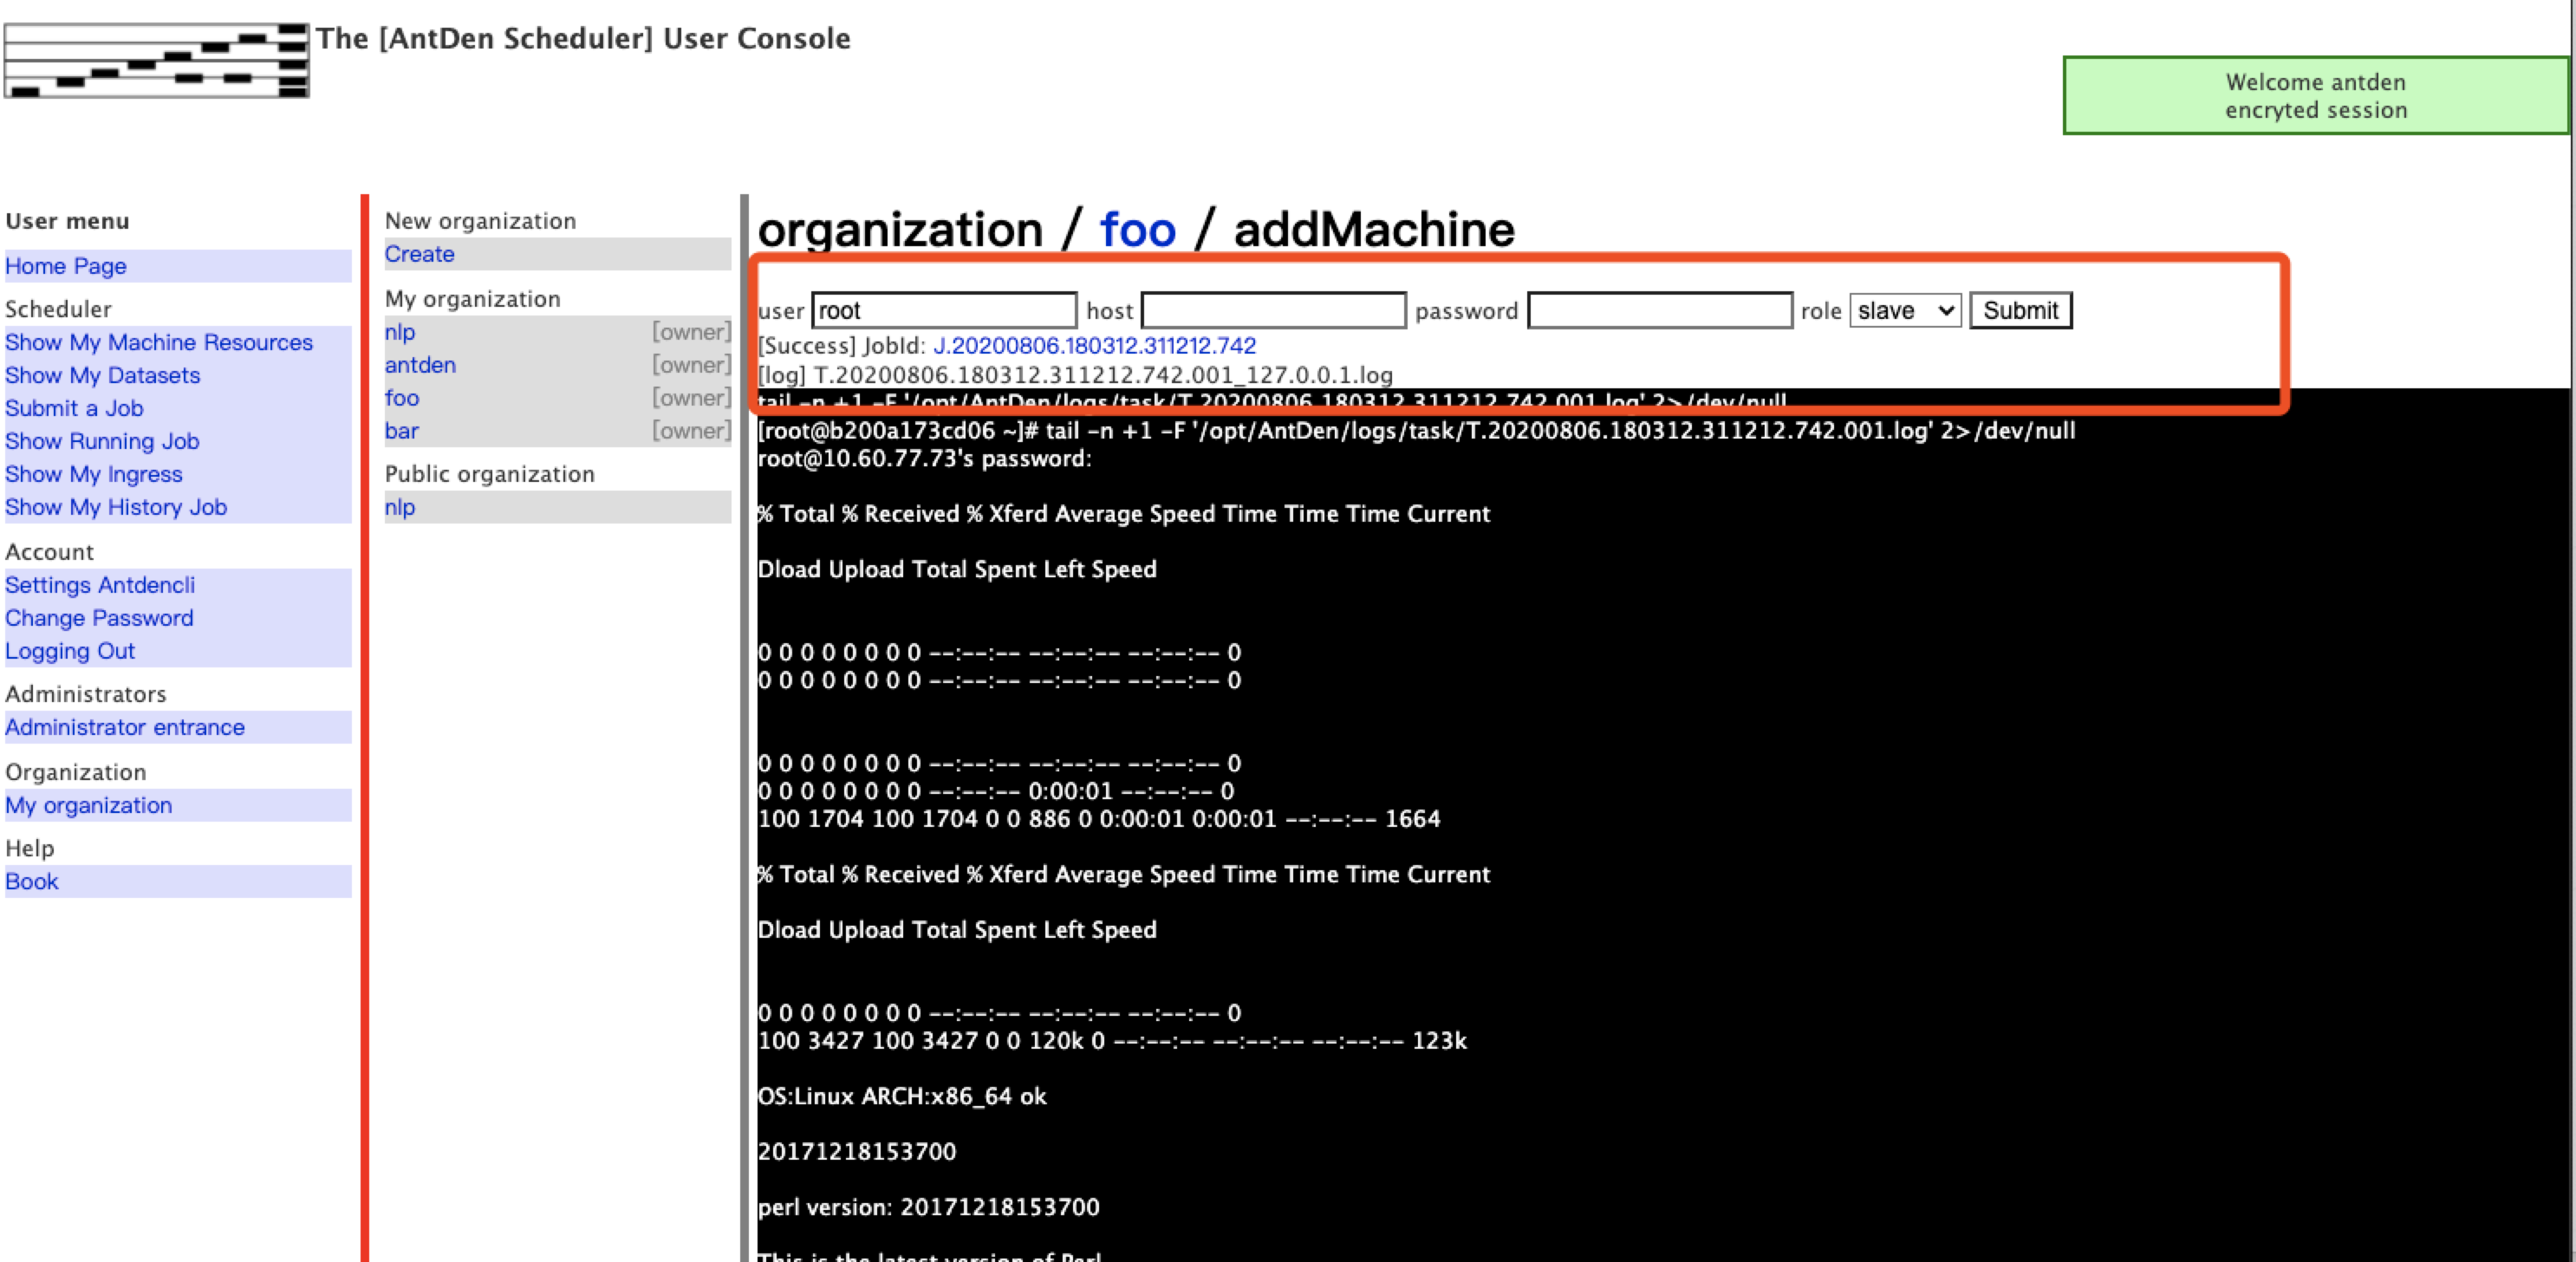 The [AntDen Scheduler] User Console
Welcome antden
encryted session
User menu
Home Page
Scheduler
Show My Machine Resources
Show My Datasets
Submit a Job
Show Running Job
Show My Ingress
Show My History Job
Account
Settings Antdencli
Change Password
Logging Out
Administrators
Administrator entrance
Organization
My organization
Help
Book
New organization
Create
My organization
nlp [owner]
antden [owner]
foo [owner]
bar [owner]
Public organization
nlp
organization / foo / addMachine
user root host password role slave Submit
[Success] JobId: J.20200806.180312.311212.742
[log] T.20200806.180312.311212.742.001_127.0.0.1.log
tail -n +1 -F '/opt/AntDen/logs/task/T.20200806.180312.311212.742.001.log' 2>/dev/null
[root@b200a173cd06 ~]# tail -n +1 -F '/opt/AntDen/logs/task/T.20200806.180312.311212.742.001.log' 2>/dev/null
root@10.60.77.73's password:
% Total % Received % Xferd Average Speed Time Time Time Current
Dload Upload Total Spent Left Speed
0 0 0 0 0 0 0 0 --:--:-- --:--:-- --:--:-- 0
0 0 0 0 0 0 0 0 --:--:-- --:--:-- --:--:-- 0
0 0 0 0 0 0 0 0 --:--:-- --:--:-- --:--:-- 0
0 0 0 0 0 0 0 0 --:--:-- 0:00:01 --:--:-- 0
100 1704 100 1704 0 0 886 0 0:00:01 0:00:01 --:--:-- 1664
% Total % Received % Xferd Average Speed Time Time Time Current
Dload Upload Total Spent Left Speed
0 0 0 0 0 0 0 0 --:--:-- --:--:-- --:--:-- 0
100 3427 100 3427 0 0 120k 0 --:--:-- --:--:-- --:--:-- 123k
OS:Linux ARCH:x86_64 ok
20171218153700
perl version: 20171218153700
This is the latest version of Perl